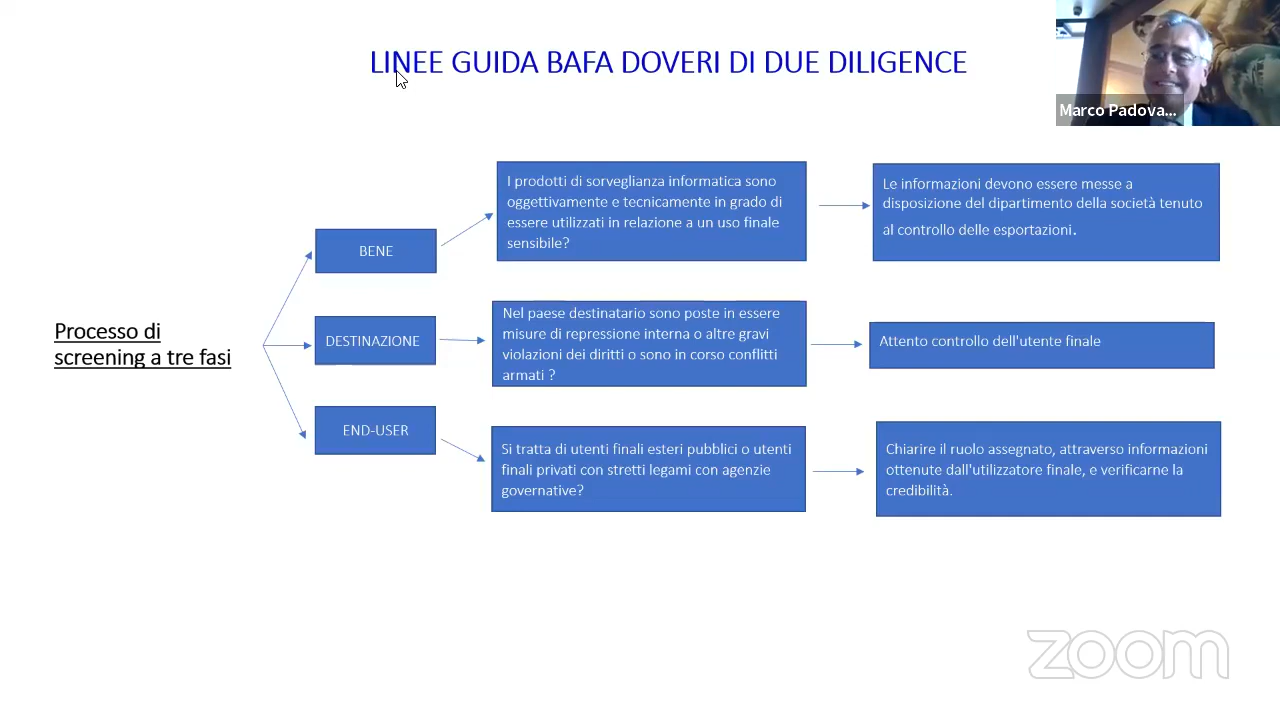 LINEE GUIDA BAFA DOVERI DI DUE DILIGENCE
Marco Padova...
I prodotti di sorveglianza informatica sono
oggettivamente e tecnicamente in grado di
essere utilizzati in relazione a un uso finale
sensibile?
Le informazioni devono essere messe a
disposizione del dipartimento della società tenuto
al controllo delle esportazioni.
BENE
Processo di
screening a tre fasi
DESTINAZIONE
Nel paese destinatario sono poste in essere
misure di repressione interna o altre gravi
violazioni dei diritti o sono in corso conflitti
armati ?
Attento controllo dell'utente finale
END-USER
Si tratta di utenti finali esteri pubblici o utenti
finali privati con stretti legami con agenzie
governative?
Chiarire il ruolo assegnato, attraverso informazioni
ottenute dall'utilizzatore finale, e verificarne la
credibilità.
zoom